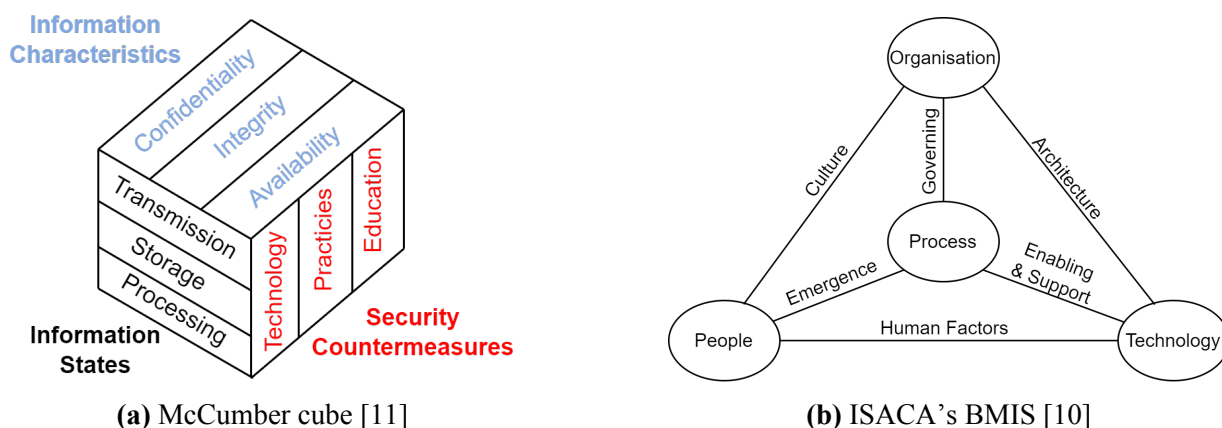 Information
Characteristics
Confidentiality
Integrity
Availability
Transmission
Storage
Processing
Technology
Practicies
Education
Information
States
Security
Countermeasures
(a) McCumber cube [11]
Organisation
Culture
Governing
Architecture
Process
Emergence
Enabling
& Support
People
Human Factors
Technology
(b) ISACA's BMIS [10]